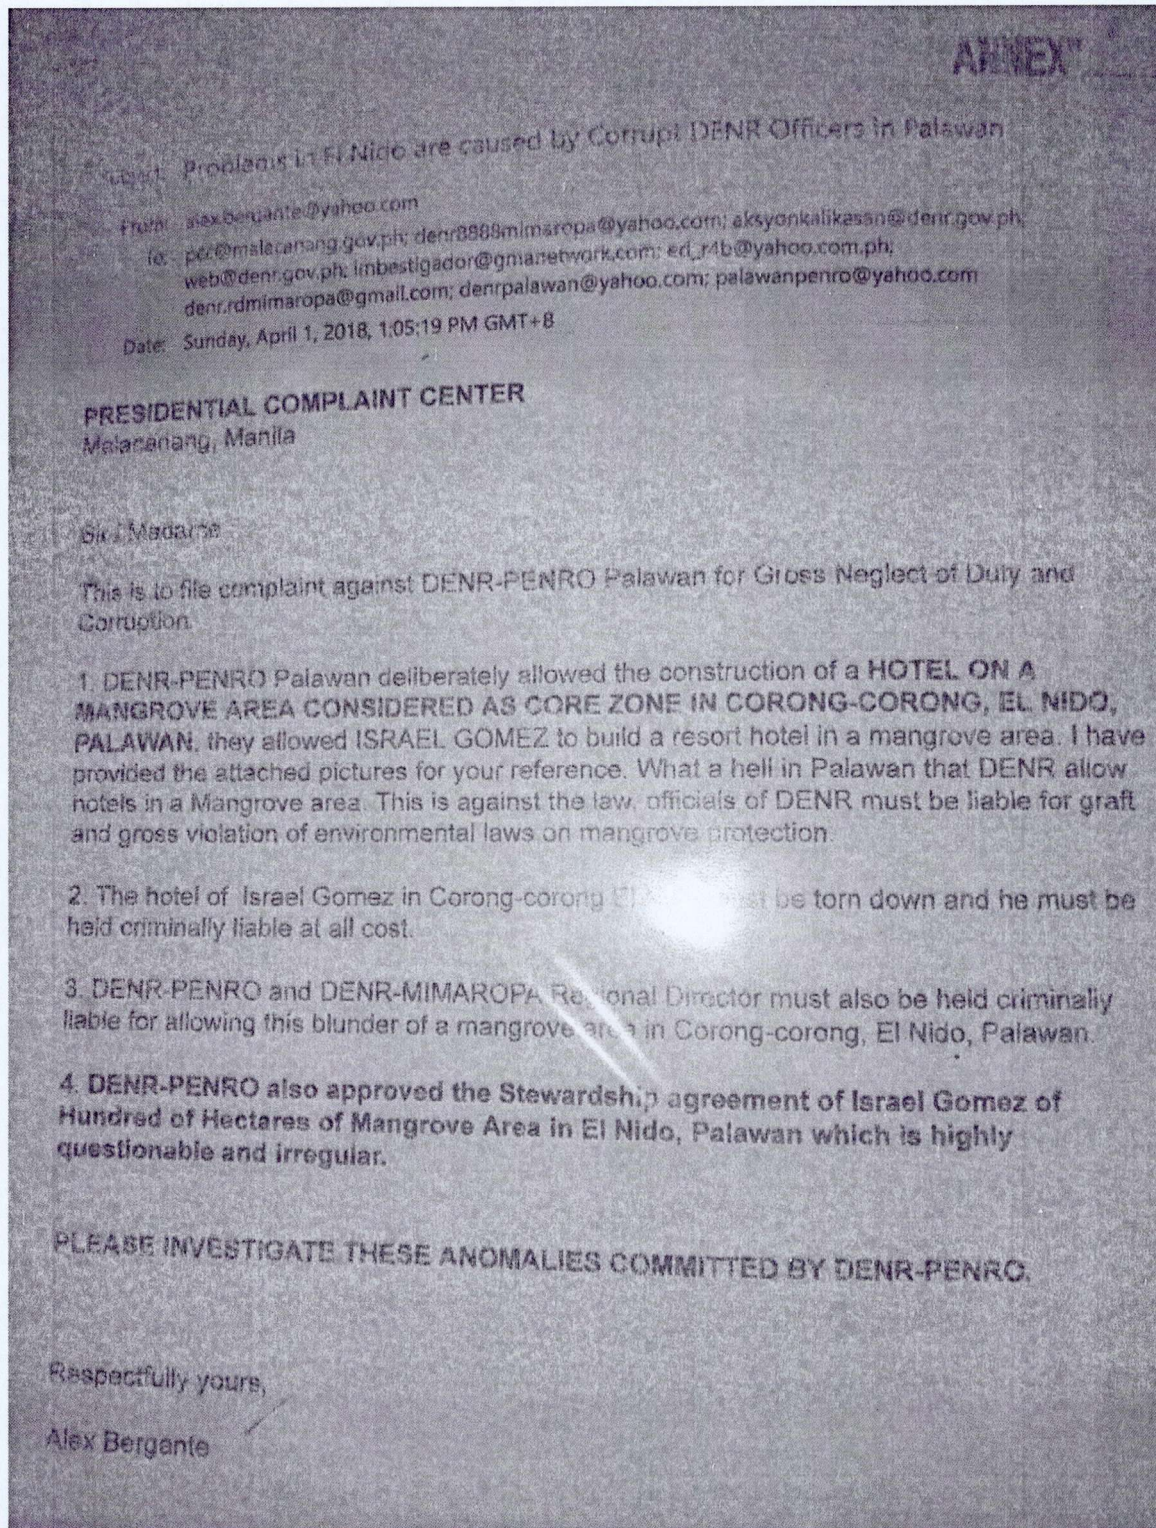 ANNEX"
Problems in El Nido are caused by Corrupt DENR Officers in Palawan
From: alex.bergante@yahoo.com
To: pcc@malacanang.gov.ph; denr8888mimaropa@yahoo.com; aksyonkalikasan@denr.gov.ph;
web@denr.gov.ph; imbestigador@gmanetwork.com; ed_r4b@yahoo.com.ph;
denr.rdmimaropa@gmail.com; denrpalawan@yahoo.com; palawanpenro@yahoo.com
Date: Sunday, April 1, 2018, 1:05:19 PM GMT+8
PRESIDENTIAL COMPLAINT CENTER
Malacanang, Manila
Sir / Madame
This is to file complaint against DENR-PENRO Palawan for Gross Neglect of Duty and
Corruption.
1. DENR-PENRO Palawan deliberately allowed the construction of a HOTEL ON A
MANGROVE AREA CONSIDERED AS CORE ZONE IN CORONG-CORONG, EL NIDO,
PALAWAN, they allowed ISRAEL GOMEZ to build a resort hotel in a mangrove area. I have
provided the attached pictures for your reference. What a hell in Palawan that DENR allow
hotels in a Mangrove area. This is against the law, officials of DENR must be liable for graft
and gross violation of environmental laws on mangrove protection.
2. The hotel of Israel Gomez in Corong-corong El be torn down and he must be
held criminally liable at all cost.
3. DENR-PENRO and DENR-MIMAROPA Regional Director must also be held criminally
liable for allowing this blunder of a mangrove area in Corong-corong, El Nido, Palawan.
4. DENR-PENRO also approved the Stewardship agreement of Israel Gomez of
Hundred of Hectares of Mangrove Area in El Nido, Palawan which is highly
questionable and irregular.
PLEASE INVESTIGATE THESE ANOMALIES COMMITTED BY DENR-PENRO.
Respectfully yours,
Alex Bergante